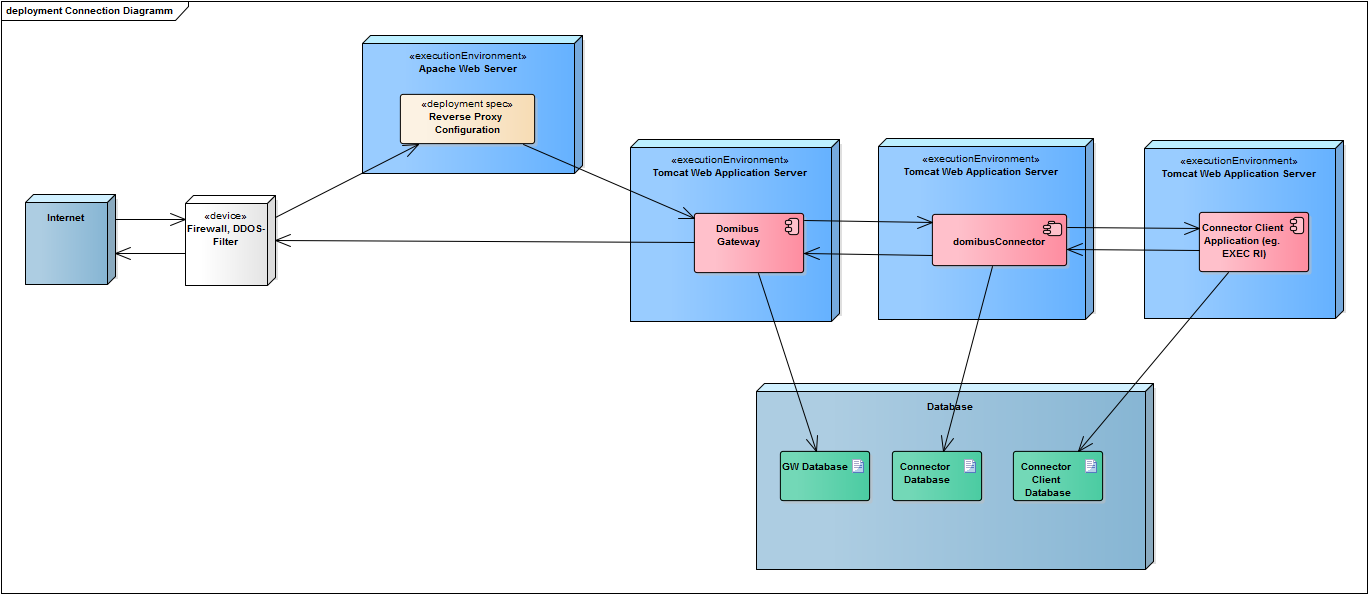 deployment Connection Diagramm
«executionEnvironment»
Apache Web Server
«deployment spec»
Reverse Proxy
Configuration
Internet
«device»
Firewall, DDOS-
Filter
«executionEnvironment»
Tomcat Web Application Server
Domibus
Gateway
«executionEnvironment»
Tomcat Web Application Server
domibusConnector
«executionEnvironment»
Tomcat Web Application Server
Connector Client
Application (eg.
EXEC RI)
Database
GW Database
Connector
Database
Connector
Client
Database